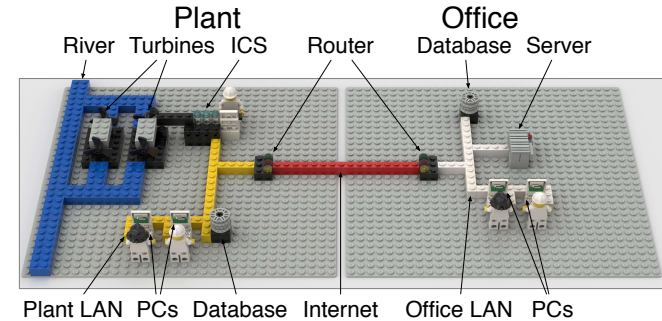 Plant Office
River Turbines ICS Router Database Server
Plant LAN PCs Database Internet Office LAN PCs